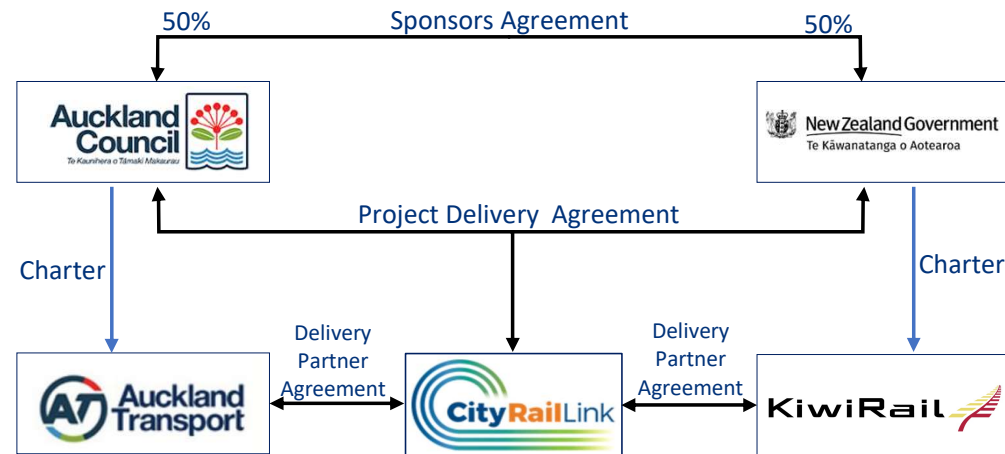 50%
Sponsors Agreement
50%
Auckland
Council
Te Kaunihera o Tāmaki Makaurau
New Zealand Government
Te Kāwanatanga o Aotearoa
Project Delivery Agreement
Charter
Charter
Delivery
Partner
Agreement
Delivery
Partner
Agreement
AT
Auckland
Transport
CityRailLink
KiwiRail